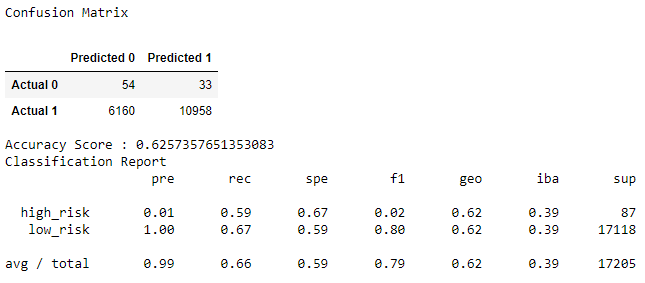 Confusion Matrix
Predicted 0 Predicted 1
Actual 0 54 33
Actual 1 6160 10958
Accuracy Score : 0.6257357651353083
Classification Report
pre rec spe f1 geo iba sup
high_risk 0.01 0.59 0.67 0.02 0.62 0.39 87
low_risk 1.00 0.67 0.59 0.80 0.62 0.39 17118
avg / total 0.99 0.66 0.59 0.79 0.62 0.39 17205